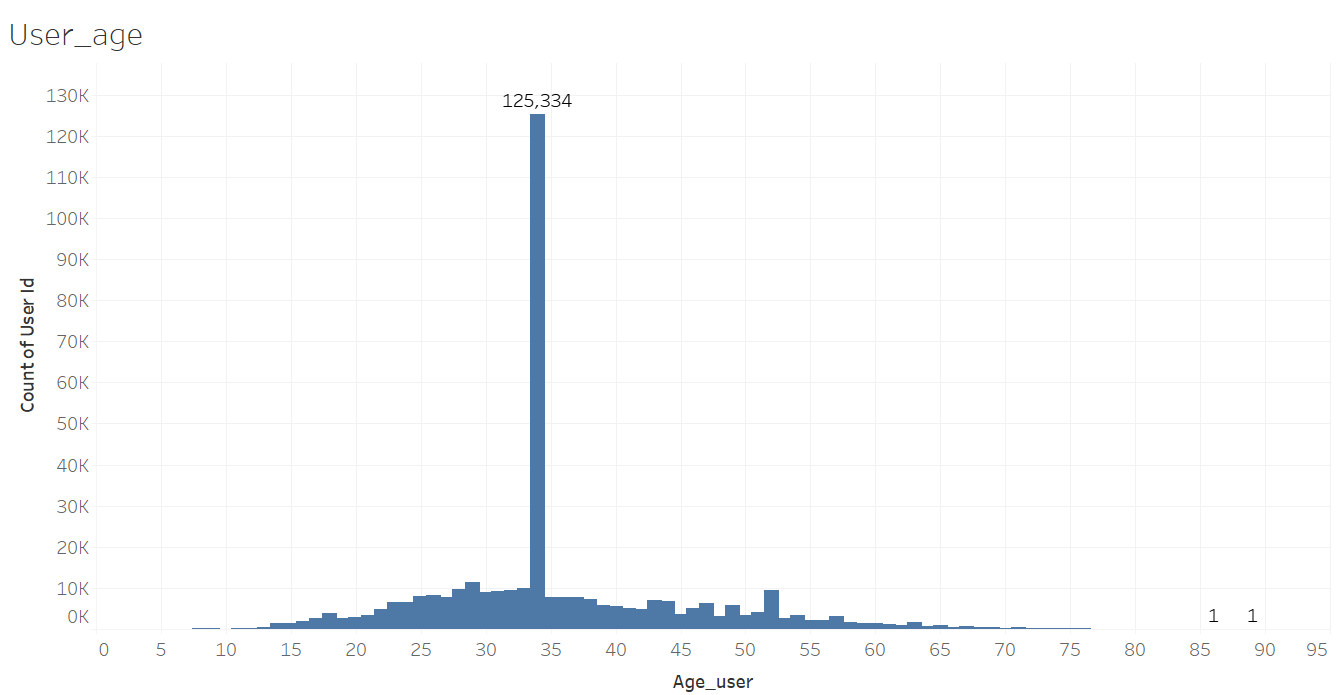 User_age
130K
125,334
120K
110K
100K
90K
80K
70K
60K
50K
40K
30K
20K
10K
0K
1 1
Count of User Id
0 5 10 15 20 25 30 35 40 45 50 55 60 65 70 75 80 85 90 95
Age_user